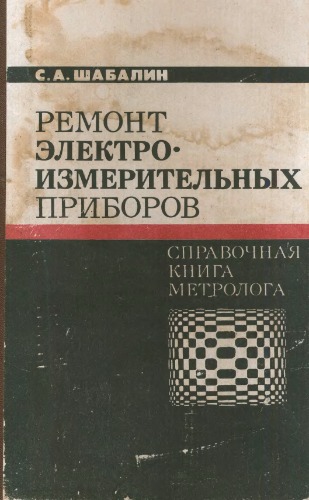 С. А. ШАБАЛИН
РЕМОНТ
ЭЛЕКТРО-
ИЗМЕРИТЕЛЬНЫХ
ПРИБОРОВ
СПРАВОЧНАЯ
КНИГА
МЕТРОЛОГА